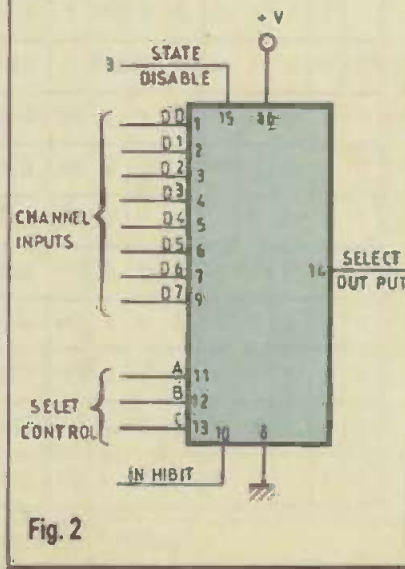 + V
3 STATE
DISABLE
15 16
D0 1
D1 2
D2 3
D3 4
D4 5
D5 6
D6 7
D7 9
CHANNEL
INPUTS
14 SELECT
OUT PUT
A 11
B 12
C 13
SELET
CONTROL
10 8
IN HIBIT
Fig. 2